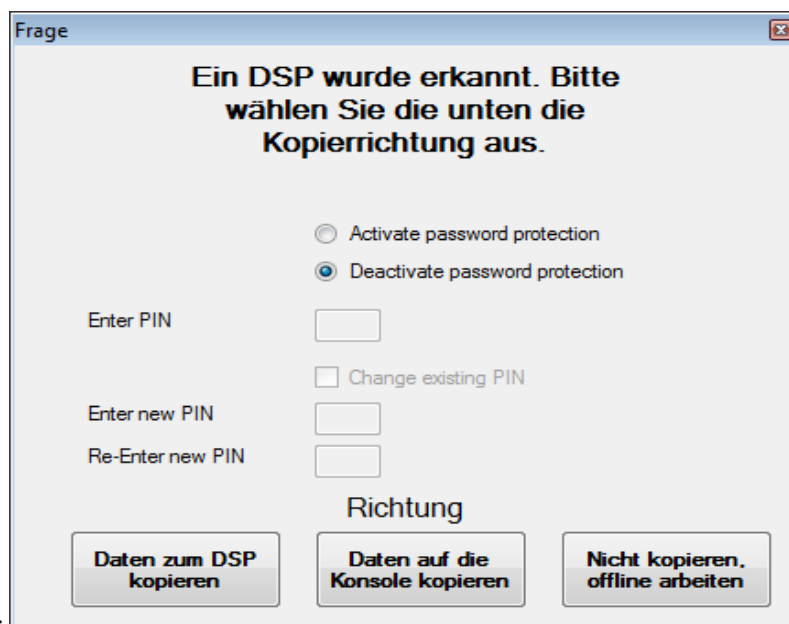 Frage
Ein DSP wurde erkannt. Bitte
wählen Sie die unten die
Kopierrichtung aus.
Activate password protection
Deactivate password protection
Enter PIN
Change existing PIN
Enter new PIN
Re-Enter new PIN
Richtung
Daten zum DSP
kopieren
Daten auf die
Konsole kopieren
Nicht kopieren,
offline arbeiten